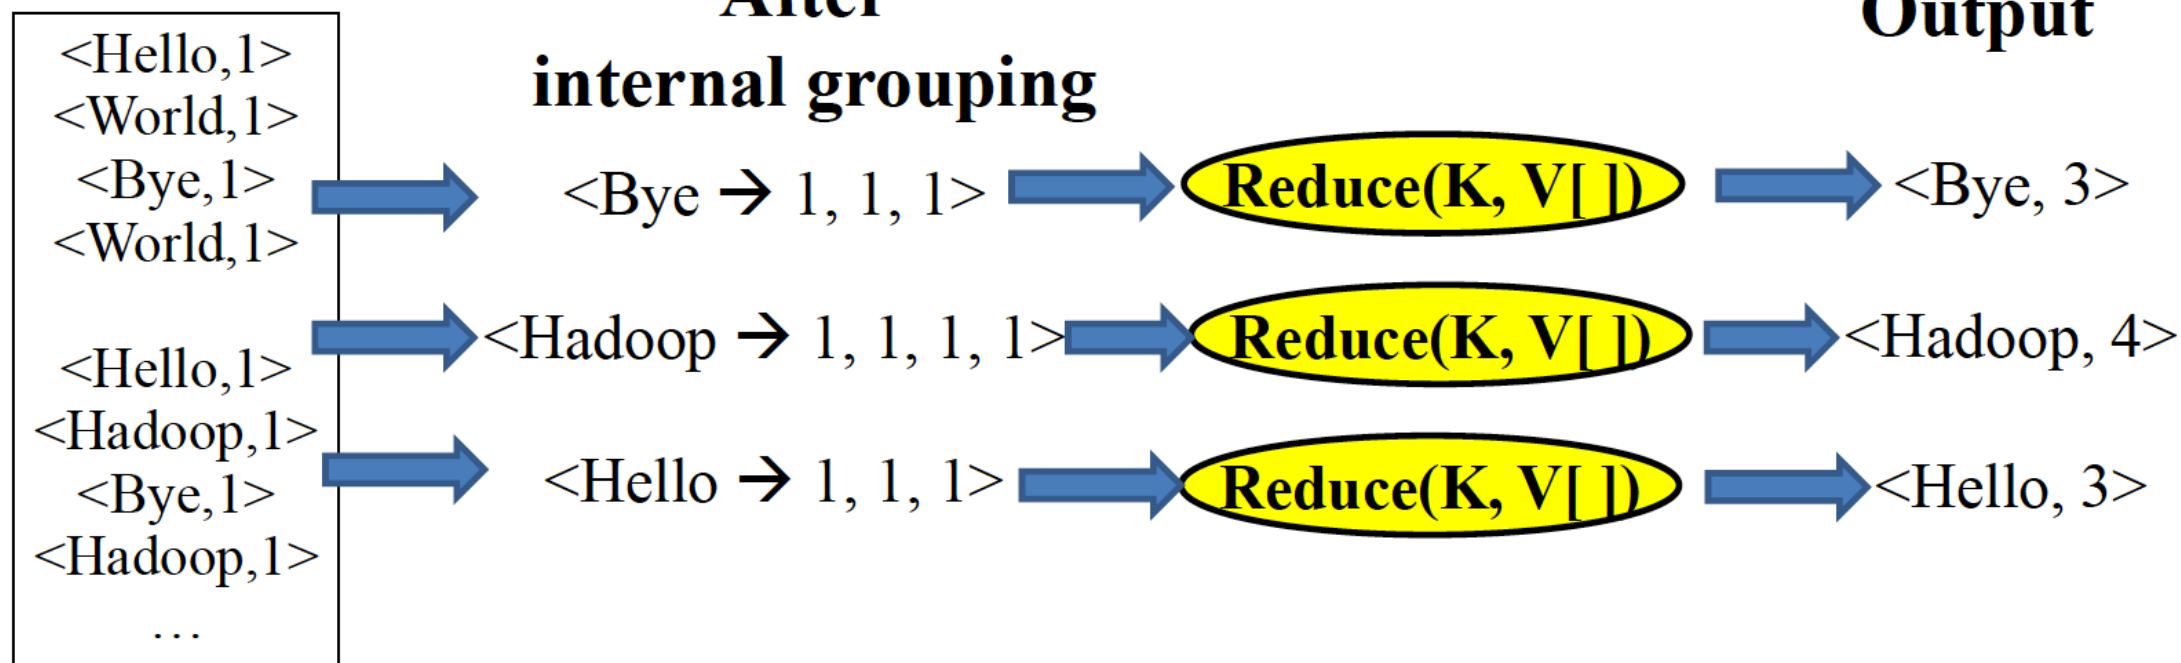 <Hello,1>
<World,1>
<Bye,1>
<World,1>
<Hello,1>
<Hadoop,1>
<Bye,1>
<Hadoop,1>
...
After
internal grouping
<Bye → 1, 1, 1>
<Hadoop → 1, 1, 1, 1>
<Hello → 1, 1, 1>
Reduce(K, V[ ])
Reduce(K, V[ ])
Reduce(K, V[ ])
Output
<Bye, 3>
<Hadoop, 4>
<Hello, 3>